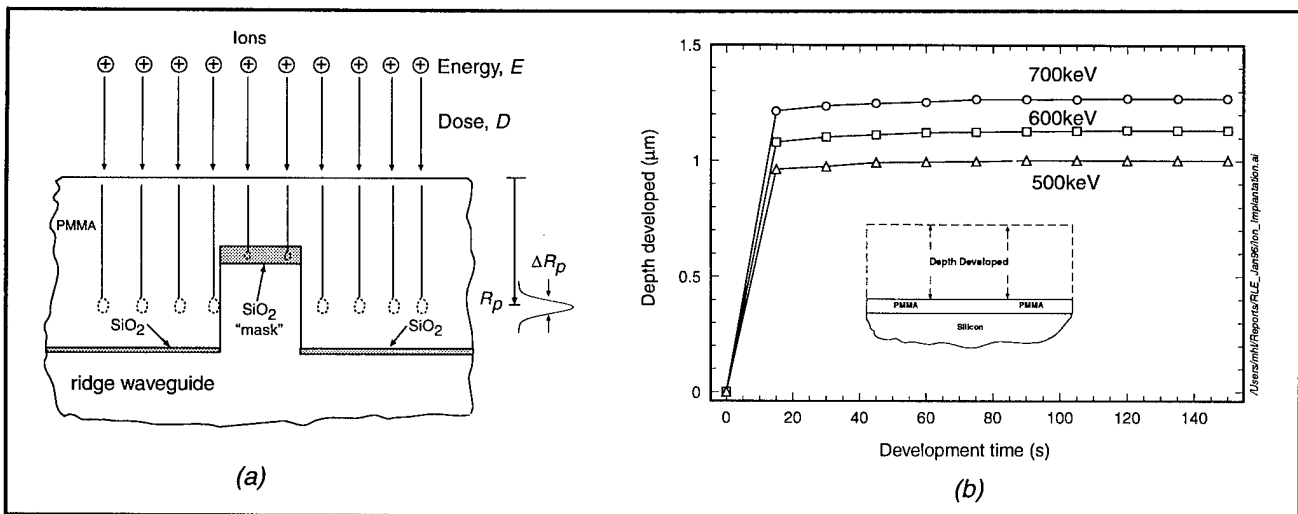 Ions
Energy, E
Dose, D
PMMA
ΔRp
Rp
SiO2
SiO2
"mask"
SiO2
ridge waveguide
(a)
1.5
1
0.5
0
Depth developed (μm)
700keV
600keV
500keV
Depth Developed
PMMA
PMMA
Silicon
0
20
40
60
80
100
120
140
Development time (s)
/Users/mhl/Reports/RLE_Jan96/Ion_Implantation.ai
(b)